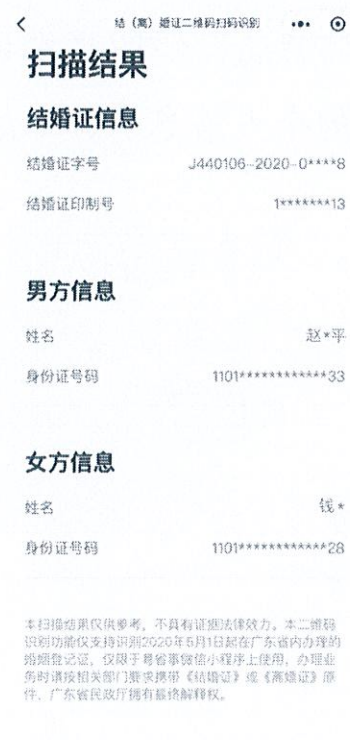 结（离）婚证二维码扫码识别
扫描结果
结婚证信息
结婚证字号 J440106-2020-0****8
结婚证印制号 1*******13
男方信息
姓名 赵*平
身份证号码 1101************33
女方信息
姓名 钱*
身份证号码 1101************28
本扫描结果仅供参考，不具有证据法律效力。本二维码
识别功能仅支持识别2020年5月1日起在广东省内办理的
婚姻登记证，仅限于粤省事微信小程序上使用，办理业
务时请按相关部门要求携带《结婚证》或《离婚证》原
件、广东省民政厅拥有最终解释权。